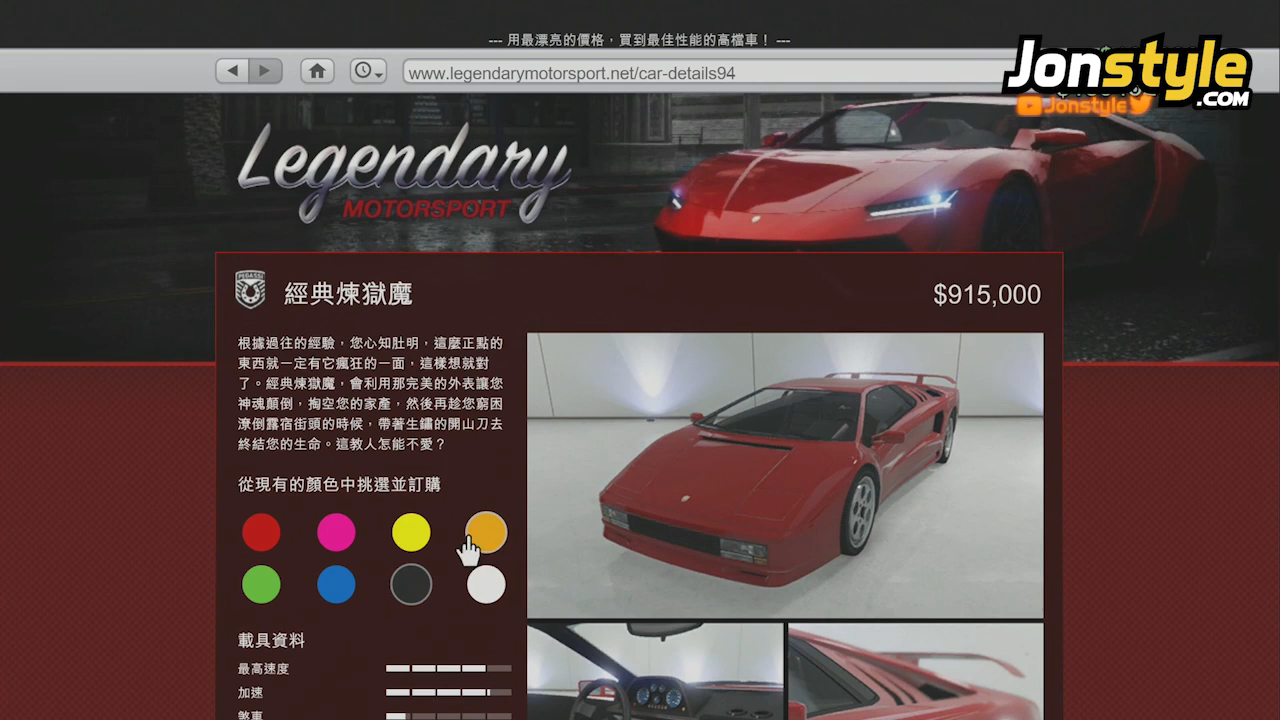 --- 用最漂亮的價格，買到最佳性能的高檔車！ ---
www.legendarymotorsport.net/car-details94
Jonstyle
.COM
Jonstyle
Legendary
MOTORSPORT
PEGASSI
經典煉獄魔
$915,000
根據過往的經驗，您心知肚明，這麼正點的
東西就一定有它瘋狂的一面，這樣想就對
了。經典煉獄魔，會利用那完美的外表讓您
神魂顛倒，掏空您的家產，然後再趁您窮困
潦倒露宿街頭的時候，帶著生鏽的開山刀去
終結您的生命。這教人怎能不愛？
從現有的顏色中挑選並訂購
載具資料
最高速度
加速
煞車